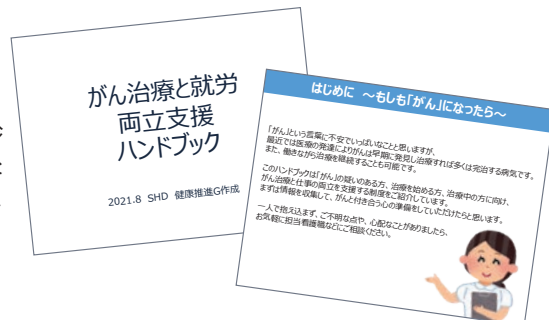 がん治療と就労
両立支援
ハンドブック
2021.8 SHD 健康推進G作成
はじめに ～もしも「がん」になったら～
「がん」という言葉に不安でいっぱいなことと思いますが、
最近では医療の発達によりがんは早期に発見し治療すれば多くは完治する病気です。
また、働きながら治療を継続することも可能です。
このハンドブックは「がん」の疑いのある方、治療を始める方、治療中の方に向け、
がん治療と仕事の両立を支援する制度をご紹介しています。
まずは情報を収集して、がんと付き合う心の準備をしていただけたらと思います。
一人で抱え込まず、ご不明な点や、心配なことがありましたら、
お気軽に担当看護職などにご相談ください。